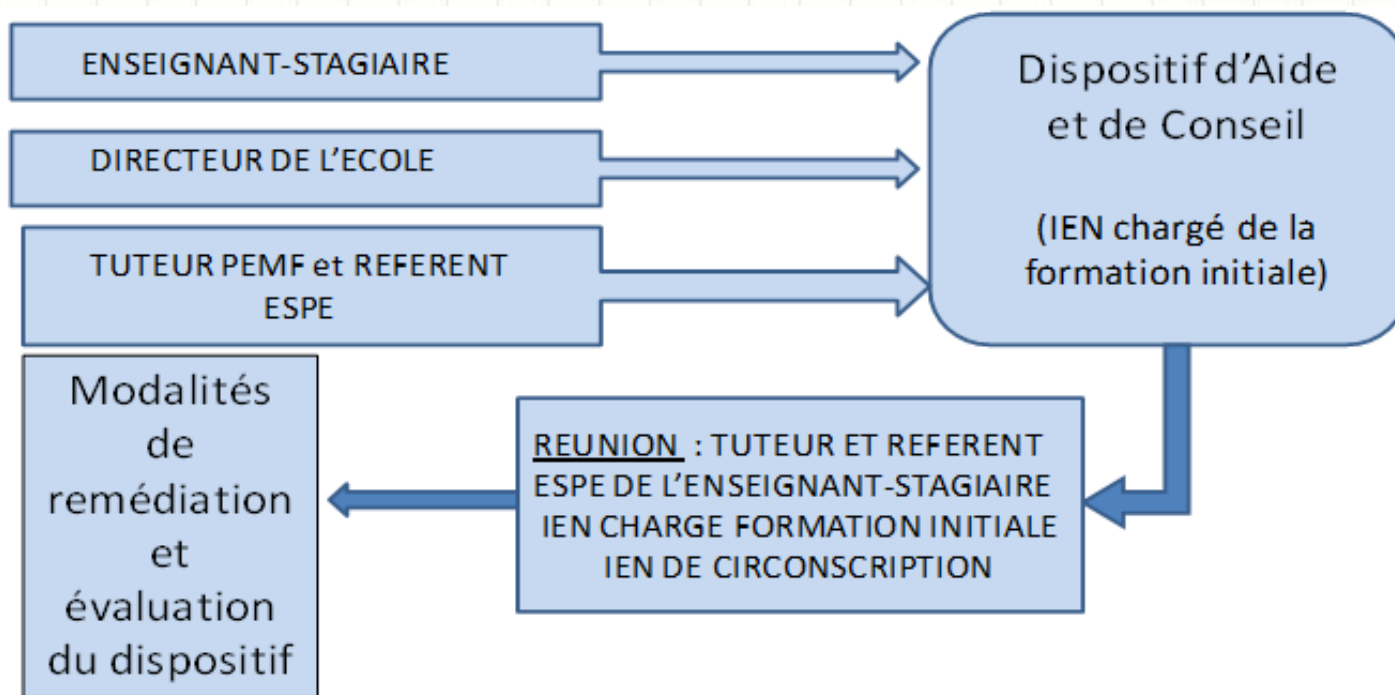 ENSEIGNANT-STAGIAIRE
DIRECTEUR DE L'ECOLE
TUTEUR PEMF et REFERENT
ESPE
Dispositif d'Aide
et de Conseil
(IEN chargé de la
formation initiale)
REUNION : TUTEUR ET REFERENT
ESPE DE L'ENSEIGNANT-STAGIAIRE
IEN CHARGE FORMATION INITIALE
IEN DE CIRCONSCRIPTION
Modalités
de
remédiation
et
évaluation
du dispositif